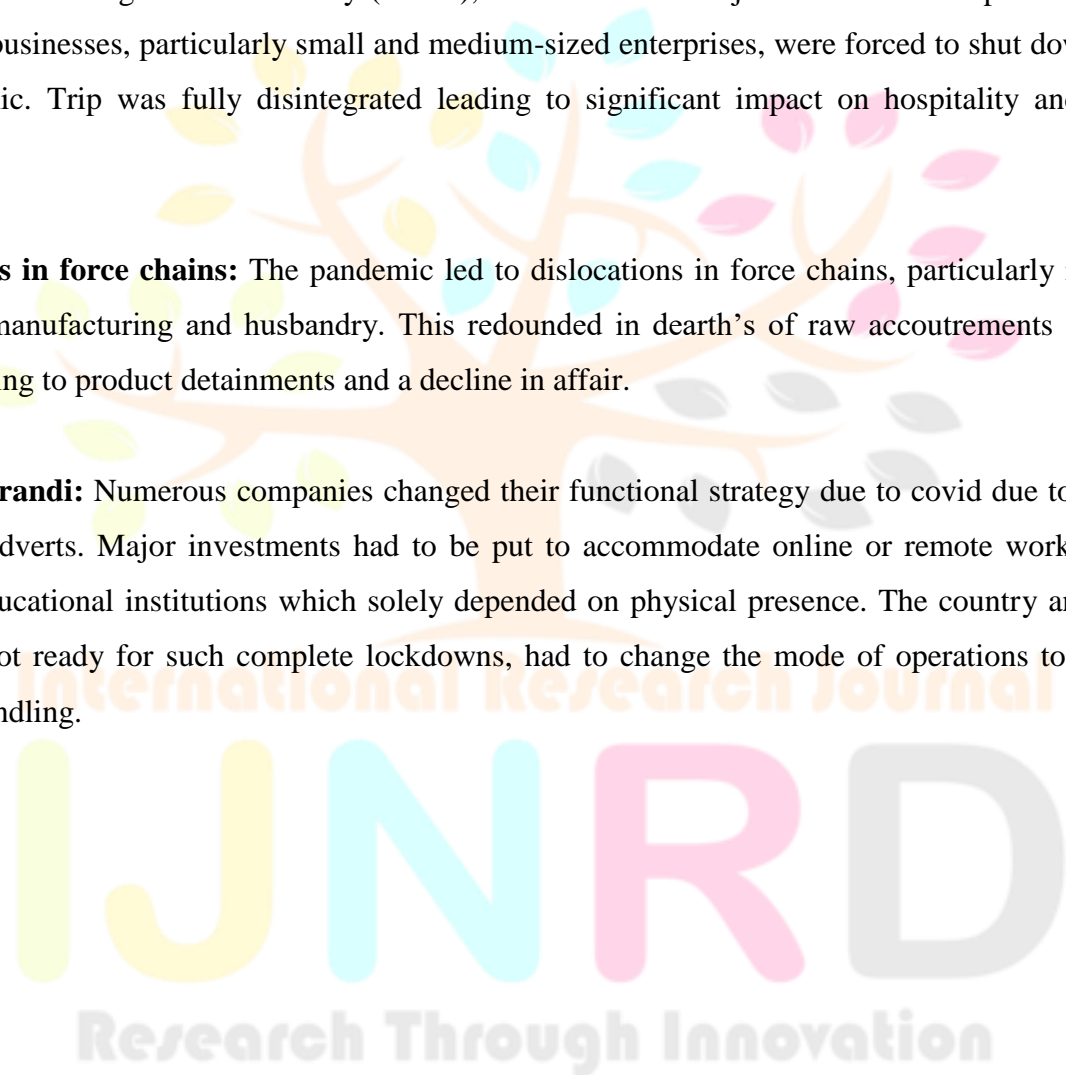 businesses, particularly small and medium-sized enterprises, were forced to shut
ic. Trip was fully disintegrated leading to significant impact on hospitality
s in force chains: The pandemic led to dislocations in force chains, particularly
manufacturing and husbandry. This redounded in dearth's of raw accoutrements
ing to product detainments and a decline in affair.
randi: Numerous companies changed their functional strategy due to covid due to
dverts. Major investments had to be put to accommodate online or remote work
ucational institutions which solely depended on physical presence. The country
ot ready for such complete lockdowns, had to change the mode of operations to
ndling.
International Research Journal
IJNRD
Research Through Innovation